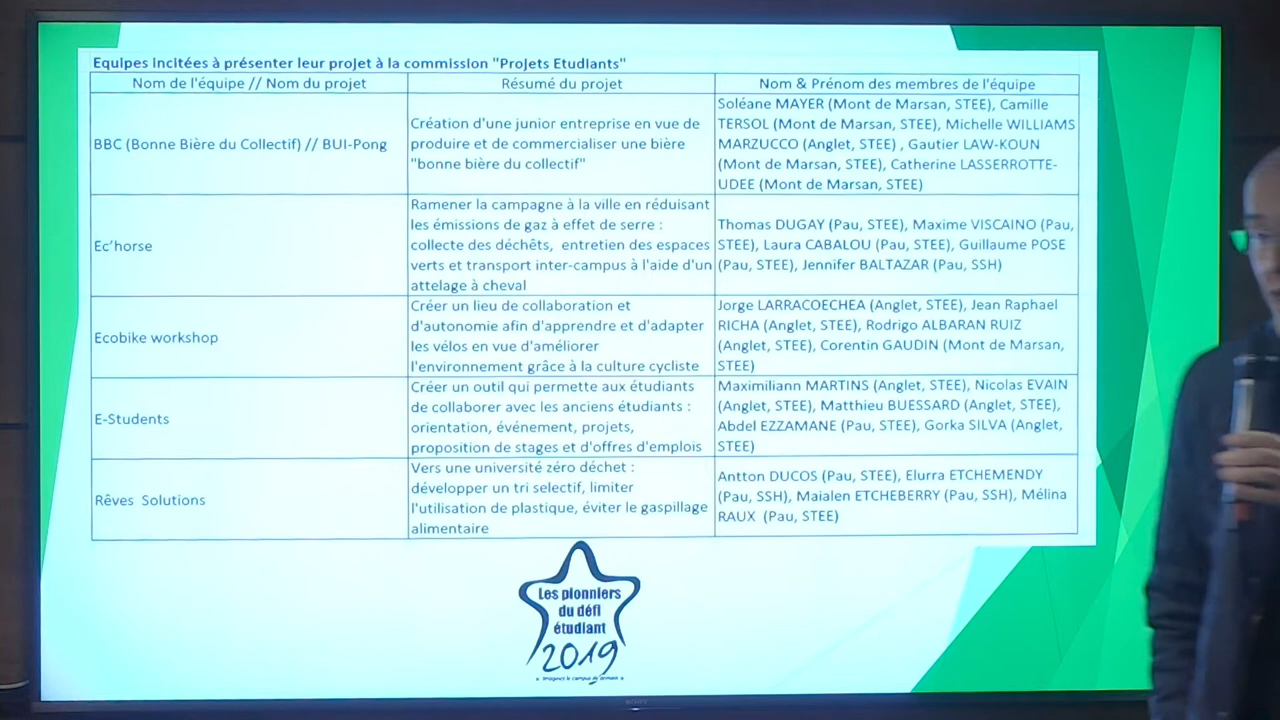 Equipes incitées à présenter leur projet à la commission "Projets Etudiants"
Nom de l'équipe // Nom du projet
Résumé du projet
Nom & Prénom des membres de l'équipe
BBC (Bonne Bière du Collectif) // BUI-Pong
Création d'une junior entreprise en vue de
produire et de commercialiser une bière
"bonne bière du collectif"
Soléane MAYER (Mont de Marsan, STEE), Camille
TERSOL (Mont de Marsan, STEE), Michelle WILLIAMS
MARZUCCO (Anglet, STEE) , Gautier LAW-KOUN
(Mont de Marsan, STEE), Catherine LASSERROTTE-
UDEE (Mont de Marsan, STEE)
Ec'horse
Ramener la campagne à la ville en réduisant
les émissions de gaz à effet de serre :
collecte des déchêts, entretien des espaces
verts et transport inter-campus à l'aide d'un
attelage à cheval
Thomas DUGAY (Pau, STEE), Maxime VISCAINO (Pau,
STEE), Laura CABALOU (Pau, STEE), Guillaume POSE
(Pau, STEE), Jennifer BALTAZAR (Pau, SSH)
Ecobike workshop
Créer un lieu de collaboration et
d'autonomie afin d'apprendre et d'adapter
les vélos en vue d'améliorer
l'environnement grâce à la culture cycliste
Jorge LARRACOECHEA (Anglet, STEE), Jean Raphael
RICHA (Anglet, STEE), Rodrigo ALBARAN RUIZ
(Anglet, STEE), Corentin GAUDIN (Mont de Marsan,
STEE)
E-Students
Créer un outil qui permette aux étudiants
de collaborer avec les anciens étudiants :
orientation, événement, projets,
proposition de stages et d'offres d'emplois
Maximiliann MARTINS (Anglet, STEE), Nicolas EVAIN
(Anglet, STEE), Matthieu BUESSARD (Anglet, STEE),
Abdel EZZAMANE (Pau, STEE), Gorka SILVA (Anglet,
STEE)
Rêves Solutions
Vers une université zéro déchet :
développer un tri selectif, limiter
l'utilisation de plastique, éviter le gaspillage
alimentaire
Antton DUCOS (Pau, STEE), Elurra ETCHEMENDY
(Pau, SSH), Maialen ETCHEBERRY (Pau, SSH), Mélina
RAUX (Pau, STEE)
Les pionniers
du défi
étudiant
2019
Imaginez le campus de demain
SONY